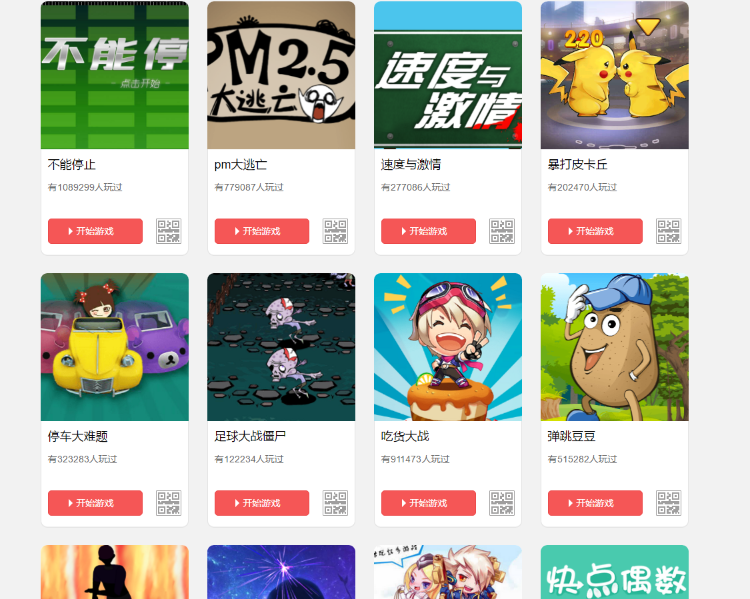 不能停
点击开始
PM2.5
大逃亡
速度与
激情
220
不能停止
pm大逃亡
速度与激情
暴打皮卡丘
有1089299人玩过
有779087人玩过
有277086人玩过
有202470人玩过
开始游戏
开始游戏
开始游戏
开始游戏
停车大难题
足球大战僵尸
吃货大战
弹跳豆豆
有323283人玩过
有122234人玩过
有911473人玩过
有515282人玩过
开始游戏
开始游戏
开始游戏
开始游戏
快点偶数